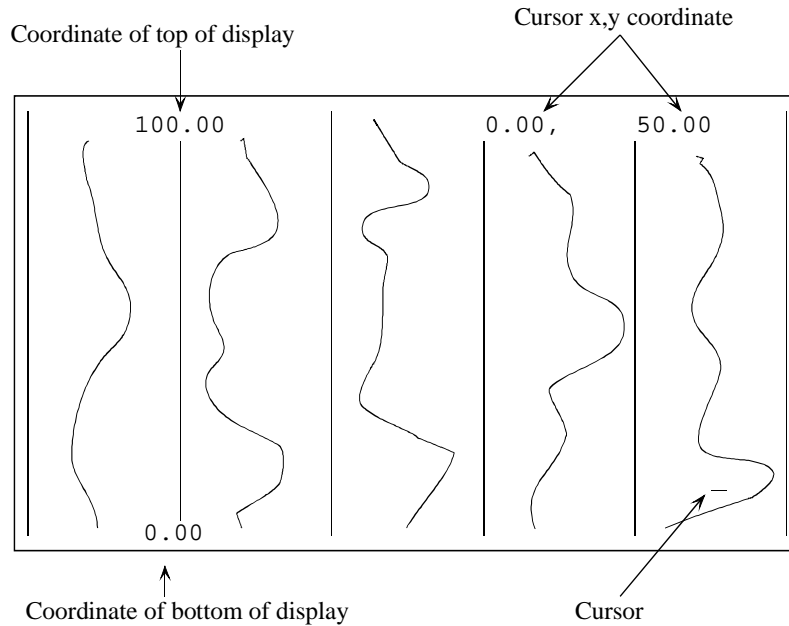 Cursor x,y coordinate
Coordinate of top of display
100.00
0.00,
50.00
0.00
Coordinate of bottom of display
Cursor